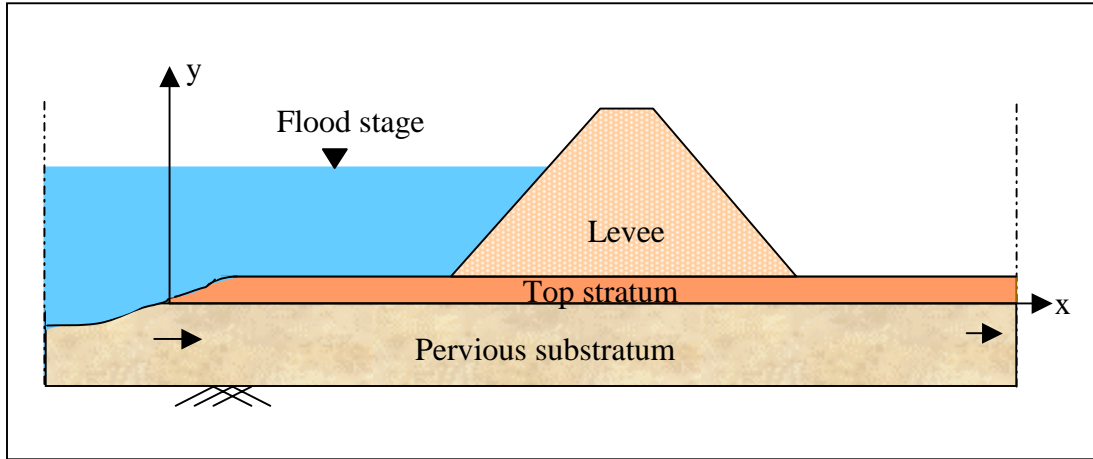 y
Flood stage
Levee
Top stratum
x
Pervious substratum